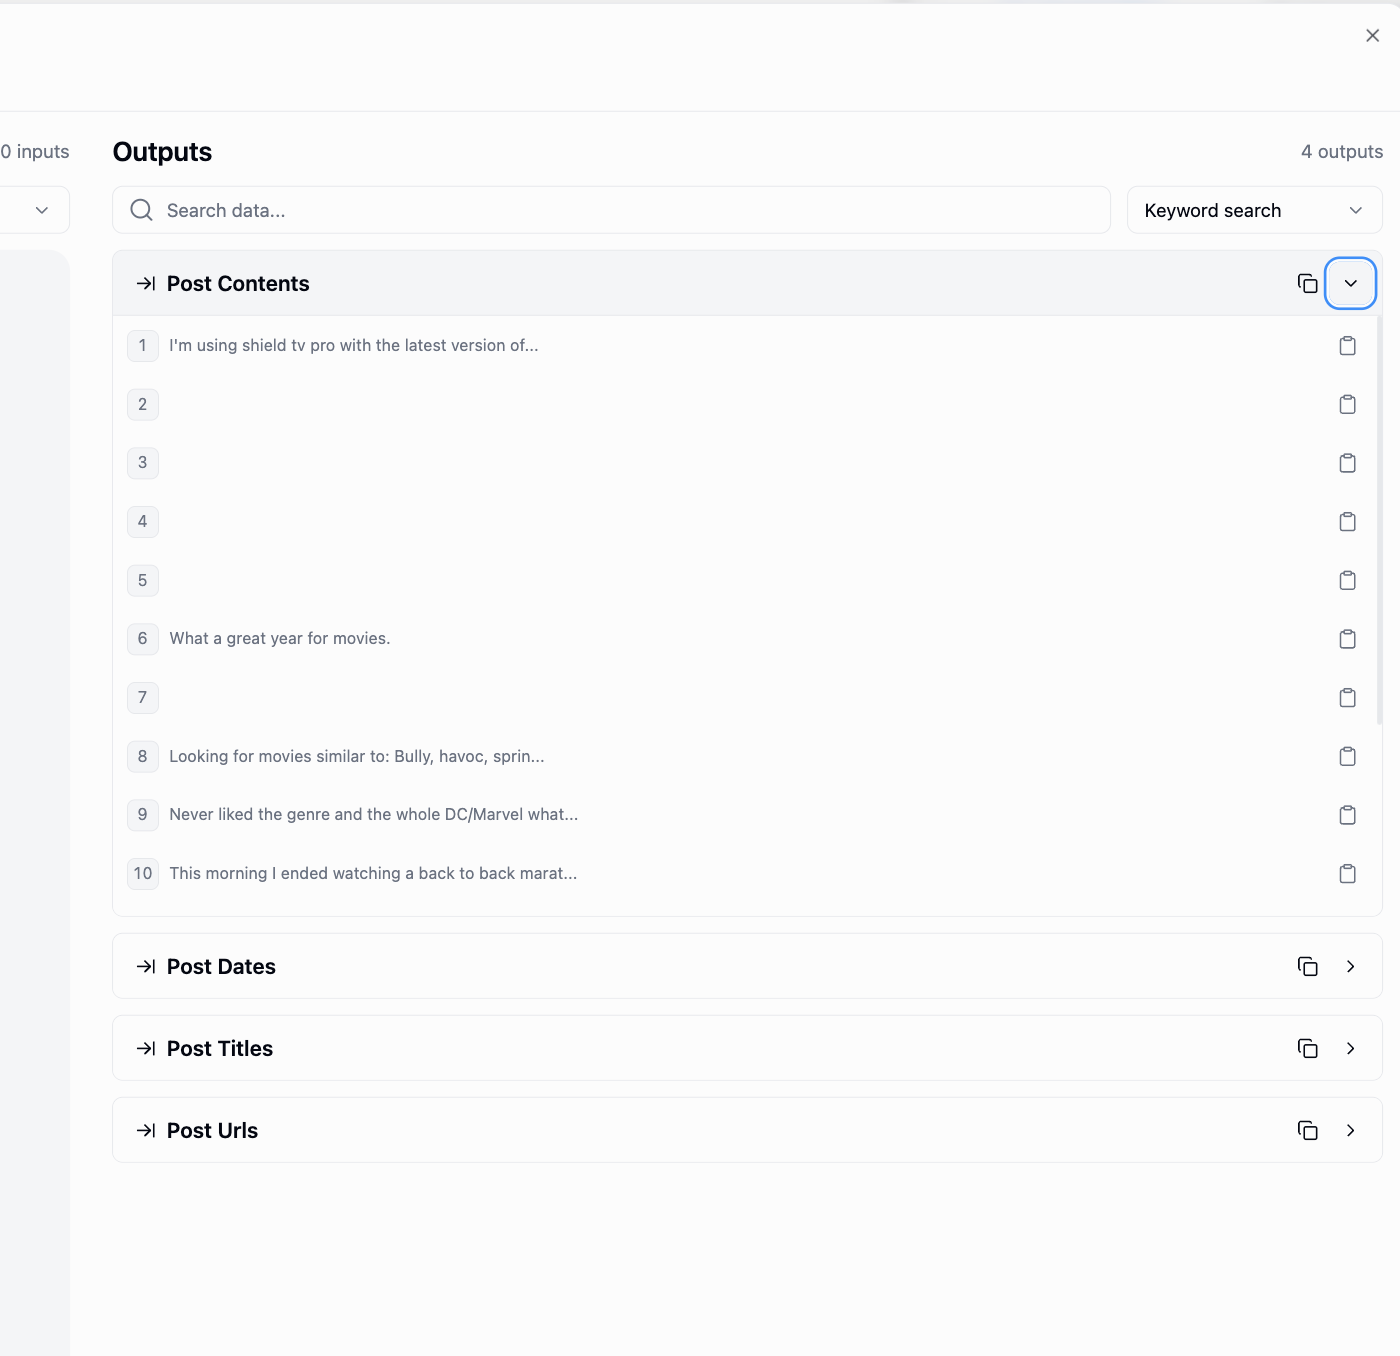 0 inputs
Outputs
4 outputs
Search data...
Keyword search
Post Contents
1 I'm using shield tv pro with the latest version of...
2
3
4
5
6 What a great year for movies.
7
8 Looking for movies similar to: Bully, havoc, sprin...
9 Never liked the genre and the whole DC/Marvel what...
10 This morning I ended watching a back to back marat...
Post Dates
Post Titles
Post Urls